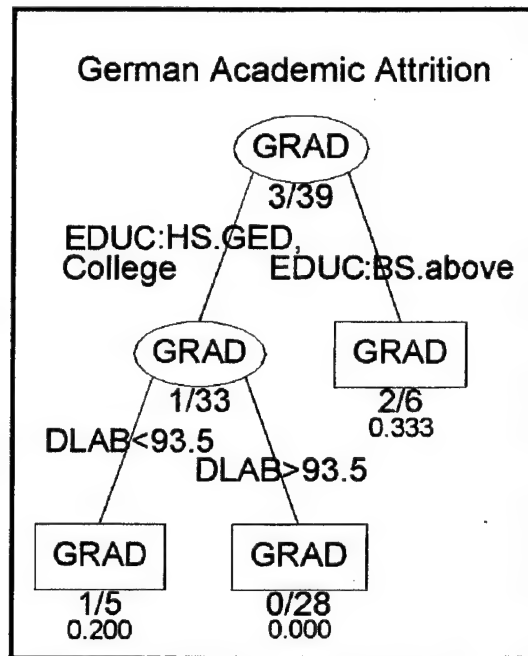 German Academic Attrition
GRAD
3/39
EDUC:HS.GED,
College
EDUC:BS.above
GRAD
1/33
GRAD
2/6
0.333
DLAB<93.5
DLAB>93.5
GRAD
1/5
0.200
GRAD
0/28
0.000